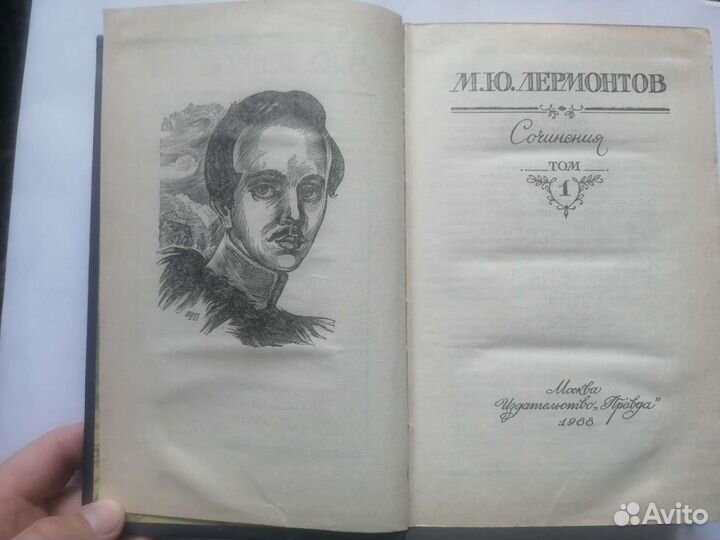 М.Ю.ЛЕРМОНТОВ
Сочинения
ТОМ
1
Москва
Издательство „Правда“
1988
Avito